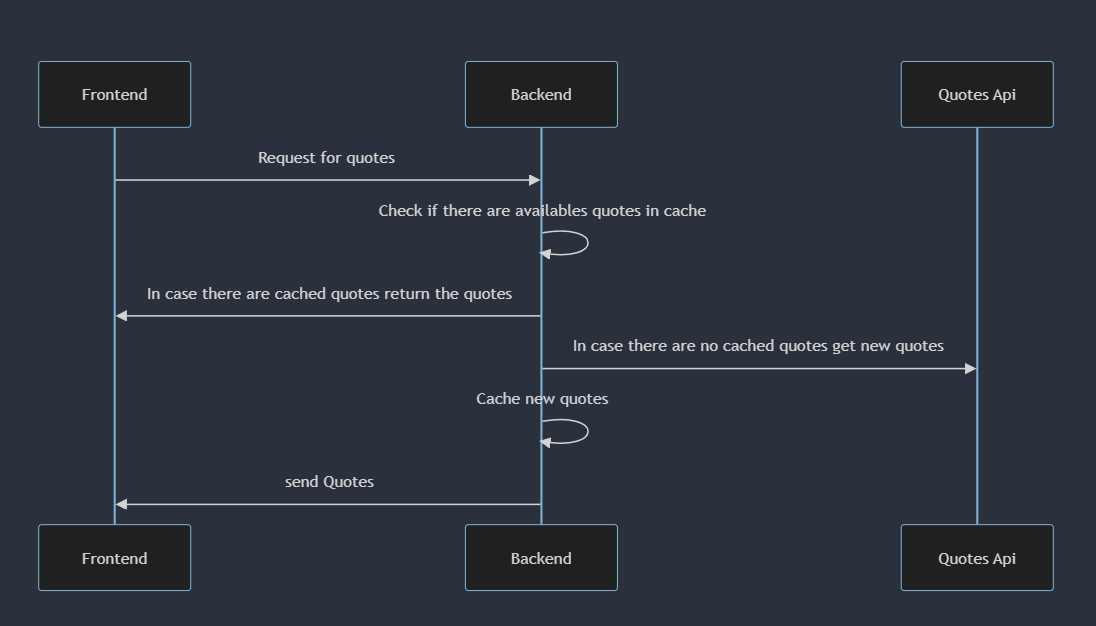 Frontend
Backend
Quotes Api
Request for quotes
Check if there are availables quotes in cache
In case there are cached quotes return the quotes
In case there are no cached quotes get new quotes
Cache new quotes
send Quotes
Frontend
Backend
Quotes Api